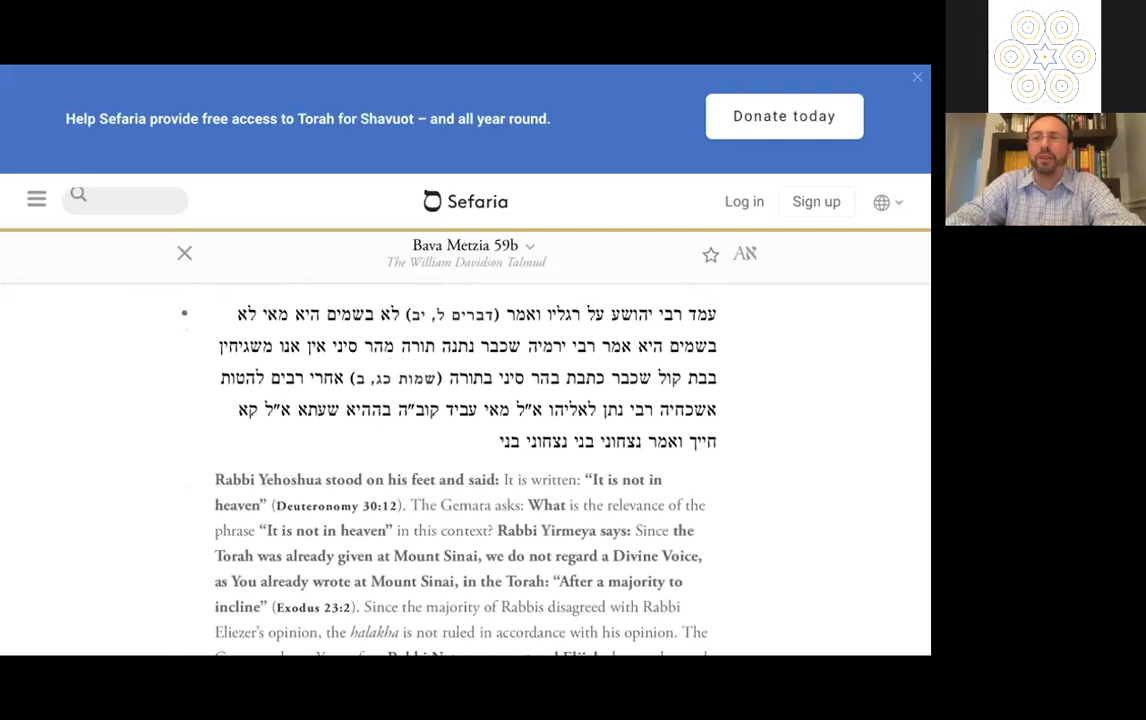 Help Sefaria provide free access to Torah for Shavuot – and all year round.
Donate today
Sefaria
Log in
Sign up
Bava Metzia 59b
The William Davidson Talmud
עמד רבי יהושע על רגליו ואמר (דברים ל, יב) לא בשמים היא מאי לא
בשמים היא אמר רבי ירמיה שכבר נתנה תורה מהר סיני אין אנו משגיחין
בבת קול שכבר כתבת בהר סיני בתורה (שמות כג, ב) אחרי רבים להטות
אשכחיה רבי נתן לאליהו א״ל מאי עביד קוב״ה בההיא שעתא א״ל קא
חייך ואמר נצחוני בני נצחוני בני
Rabbi Yehoshua stood on his feet and said: It is written: “It is not in
heaven” (Deuteronomy 30:12). The Gemara asks: What is the relevance of the
phrase “It is not in heaven” in this context? Rabbi Yirmeya says: Since the
Torah was already given at Mount Sinai, we do not regard a Divine Voice,
as You already wrote at Mount Sinai, in the Torah: “After a majority to
incline” (Exodus 23:2). Since the majority of Rabbis disagreed with Rabbi
Eliezer’s opinion, the halakha is not ruled in accordance with his opinion. The